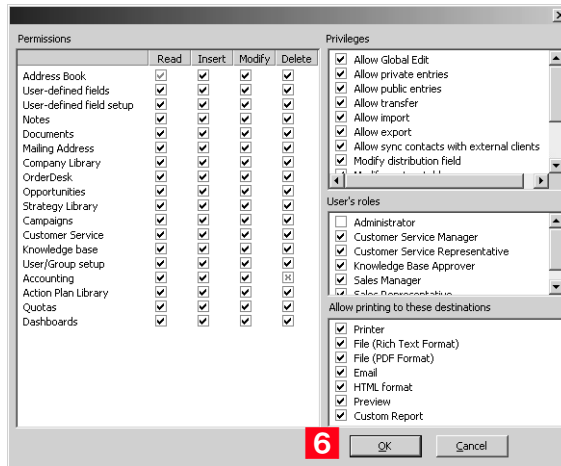 Permissions
Read Insert Modify Delete
Address Book
User-defined fields
User-defined field setup
Notes
Documents
Mailing Address
Company Library
OrderDesk
Opportunities
Strategy Library
Campaigns
Customer Service
Knowledge base
User/Group setup
Accounting
Action Plan Library
Quotas
Dashboards
Privileges
Allow Global Edit
Allow private entries
Allow public entries
Allow transfer
Allow import
Allow export
Allow sync contacts with external clients
Modify distribution field
User's roles
Administrator
Customer Service Manager
Customer Service Representative
Knowledge Base Approver
Sales Manager
Sales Representative
Allow printing to these destinations
Printer
File (Rich Text Format)
File (PDF Format)
Email
HTML format
Preview
Custom Report
6 OK Cancel